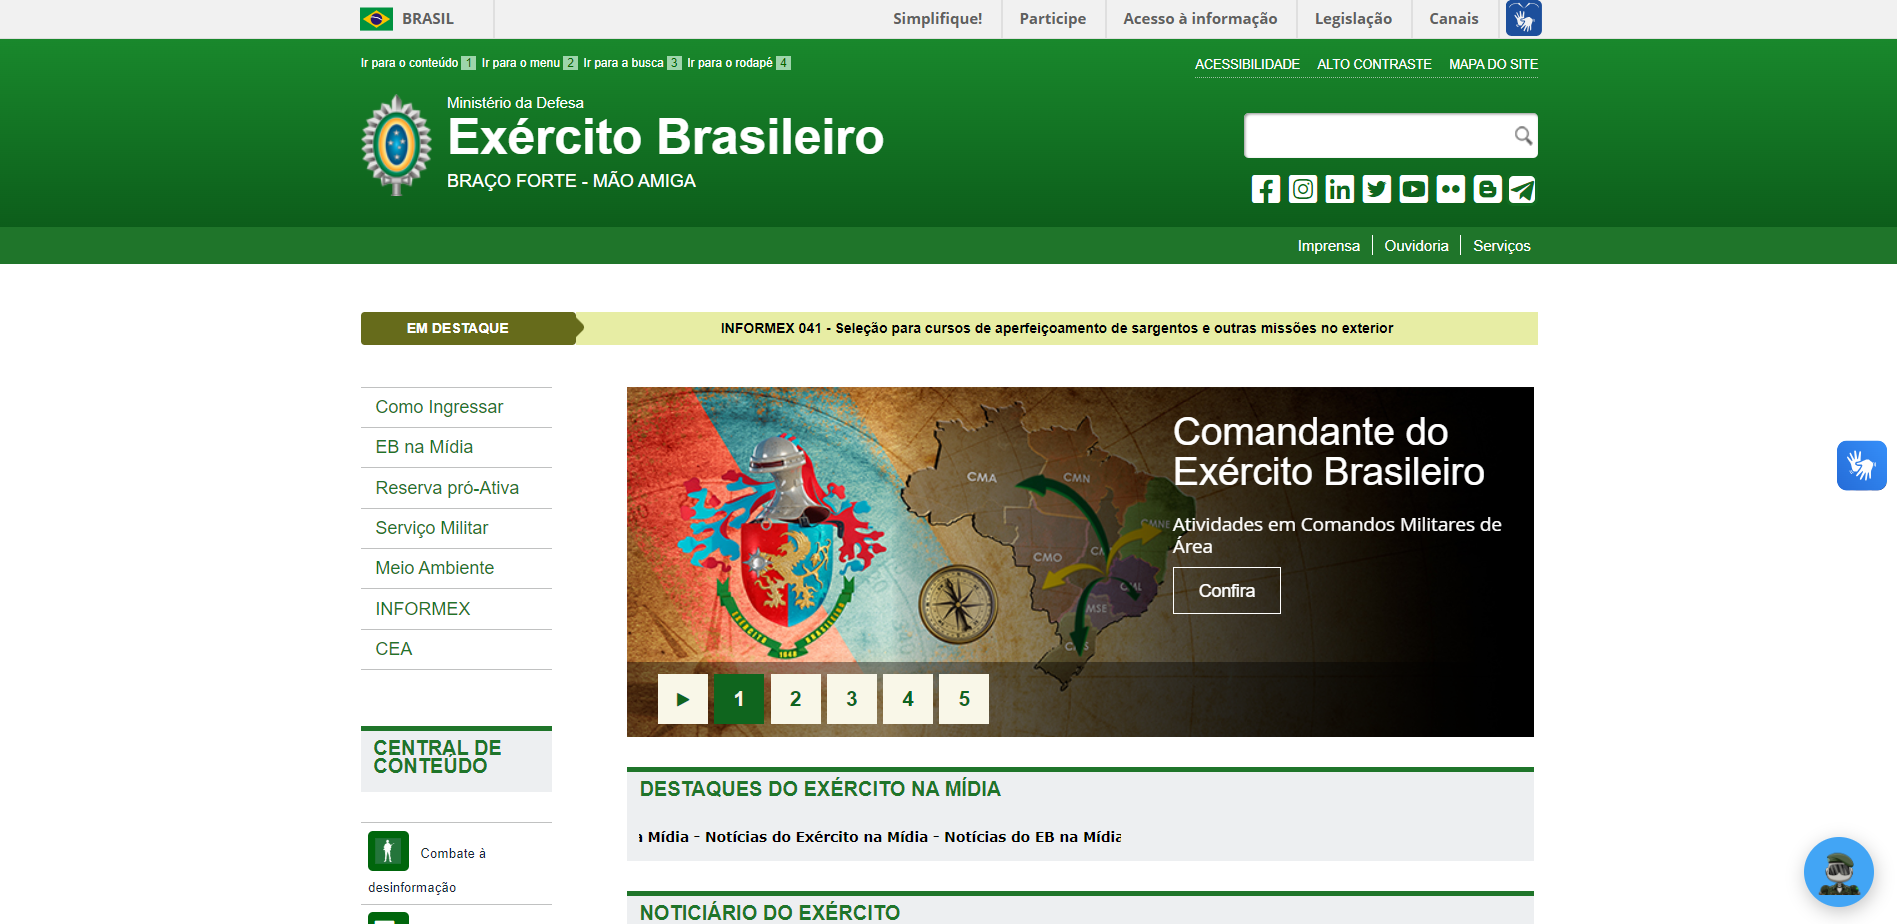 BRASIL
Simplifique!
Participe
Acesso à informação
Legislação
Canais
Ir para o conteúdo 1 Ir para o menu 2 Ir para a busca 3 Ir para o rodapé 4
ACESSIBILIDADE ALTO CONTRASTE MAPA DO SITE
Ministério da Defesa
Exército Brasileiro
BRAÇO FORTE - MÃO AMIGA
Imprensa
Ouvidoria
Serviços
EM DESTAQUE
INFORMEX 041 - Seleção para cursos de aperfeiçoamento de sargentos e outras missões no exterior
Como Ingressar
EB na Mídia
Reserva pró-Ativa
Serviço Militar
Meio Ambiente
INFORMEX
CEA
Comandante do
Exército Brasileiro
Atividades em Comandos Militares de
Área
Confira
CMA
CMN
CMNE
CMO
CML
CMSE
CMS
EXÉRCITO 1648 BRASILEIRO
1 2 3 4 5
CENTRAL DE
CONTEÚDO
Combate à
desinformação
DESTAQUES DO EXÉRCITO NA MÍDIA
a Mídia - Notícias do Exército na Mídia - Notícias do EB na Mídia
NOTICIÁRIO DO EXÉRCITO